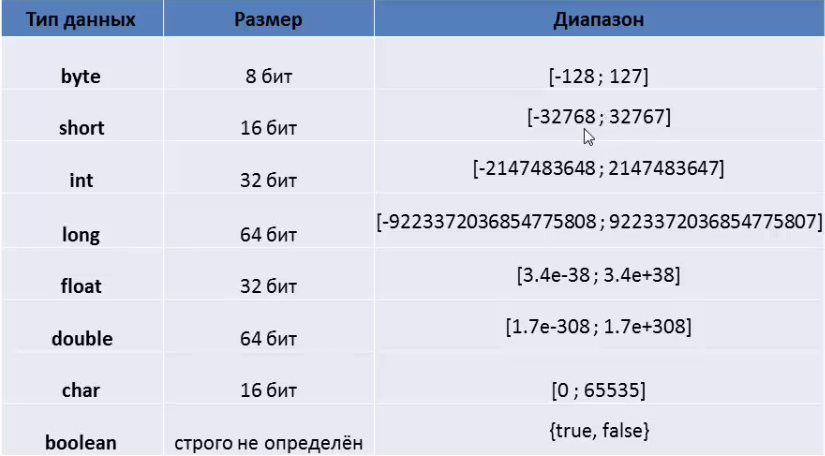 Тип данных Размер Диапазон
byte 8 бит [-128 ; 127]
short 16 бит [-32768 ; 32767]
int 32 бит [-2147483648 ; 2147483647]
long 64 бит [-9223372036854775808 ; 9223372036854775807]
float 32 бит [3.4e-38 ; 3.4e+38]
double 64 бит [1.7e-308 ; 1.7e+308]
char 16 бит [0 ; 65535]
boolean строго не определён {true, false}